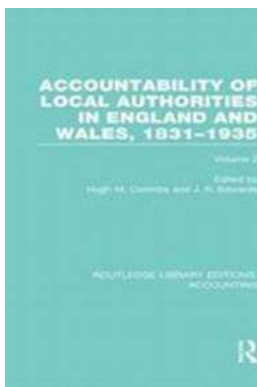 ACCOUNTABILITY OF
LOCAL AUTHORITIES
IN ENGLAND AND
WALES, 1831–1935
Volume 2
Edited by
Hugh M. Coombs and J. R. Edwards
ROUTLEDGE LIBRARY EDITIONS:
ACCOUNTING
R